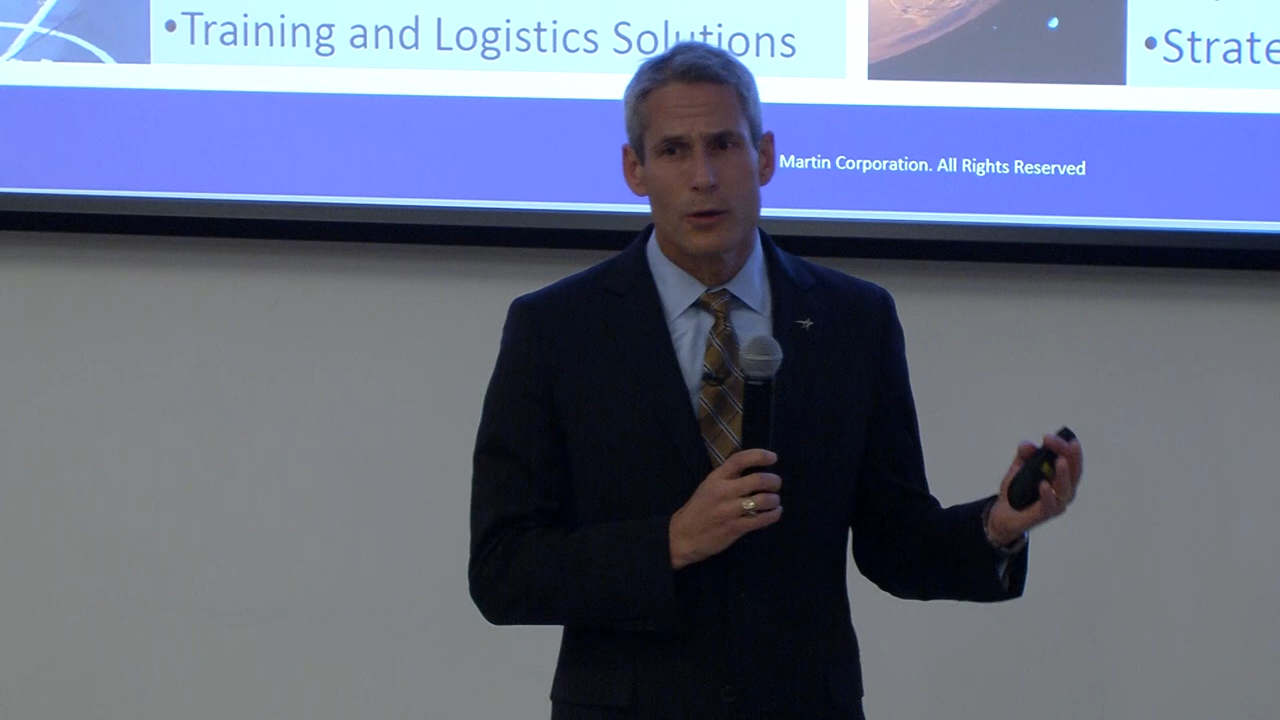 •Training and Logistics Solutions
•Strate
Martin Corporation. All Rights Reserved